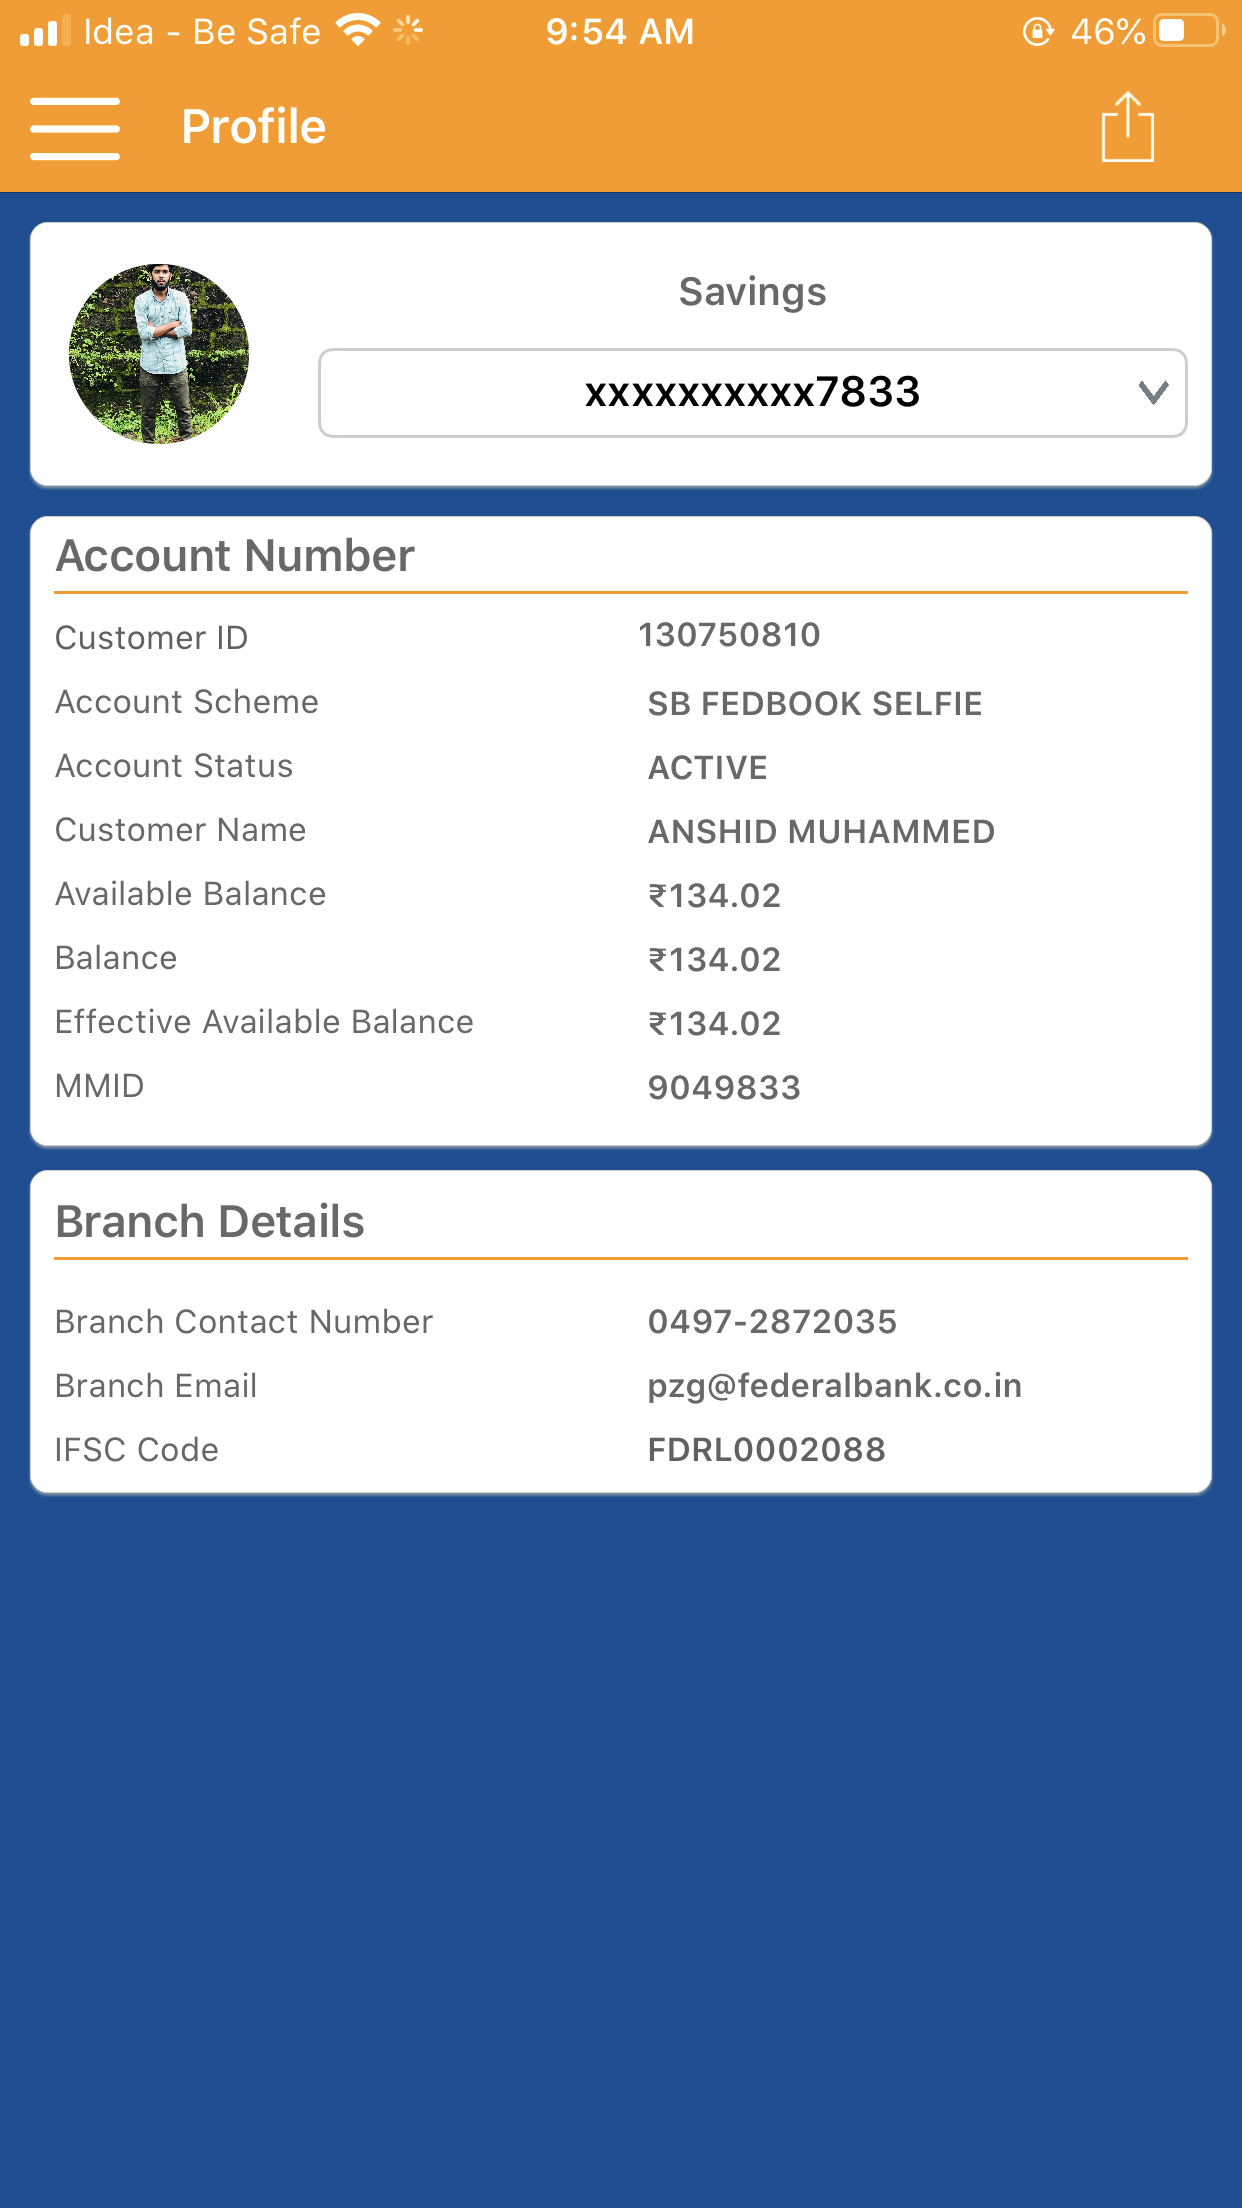 Idea - Be Safe 9:54 AM 46%
Profile
Savings
xxxxxxxxxx7833
Account Number
Customer ID 130750810
Account Scheme SB FEDBOOK SELFIE
Account Status ACTIVE
Customer Name ANSHID MUHAMMED
Available Balance ₹134.02
Balance ₹134.02
Effective Available Balance ₹134.02
MMID 9049833
Branch Details
Branch Contact Number 0497-2872035
Branch Email pzg@federalbank.co.in
IFSC Code FDRL0002088